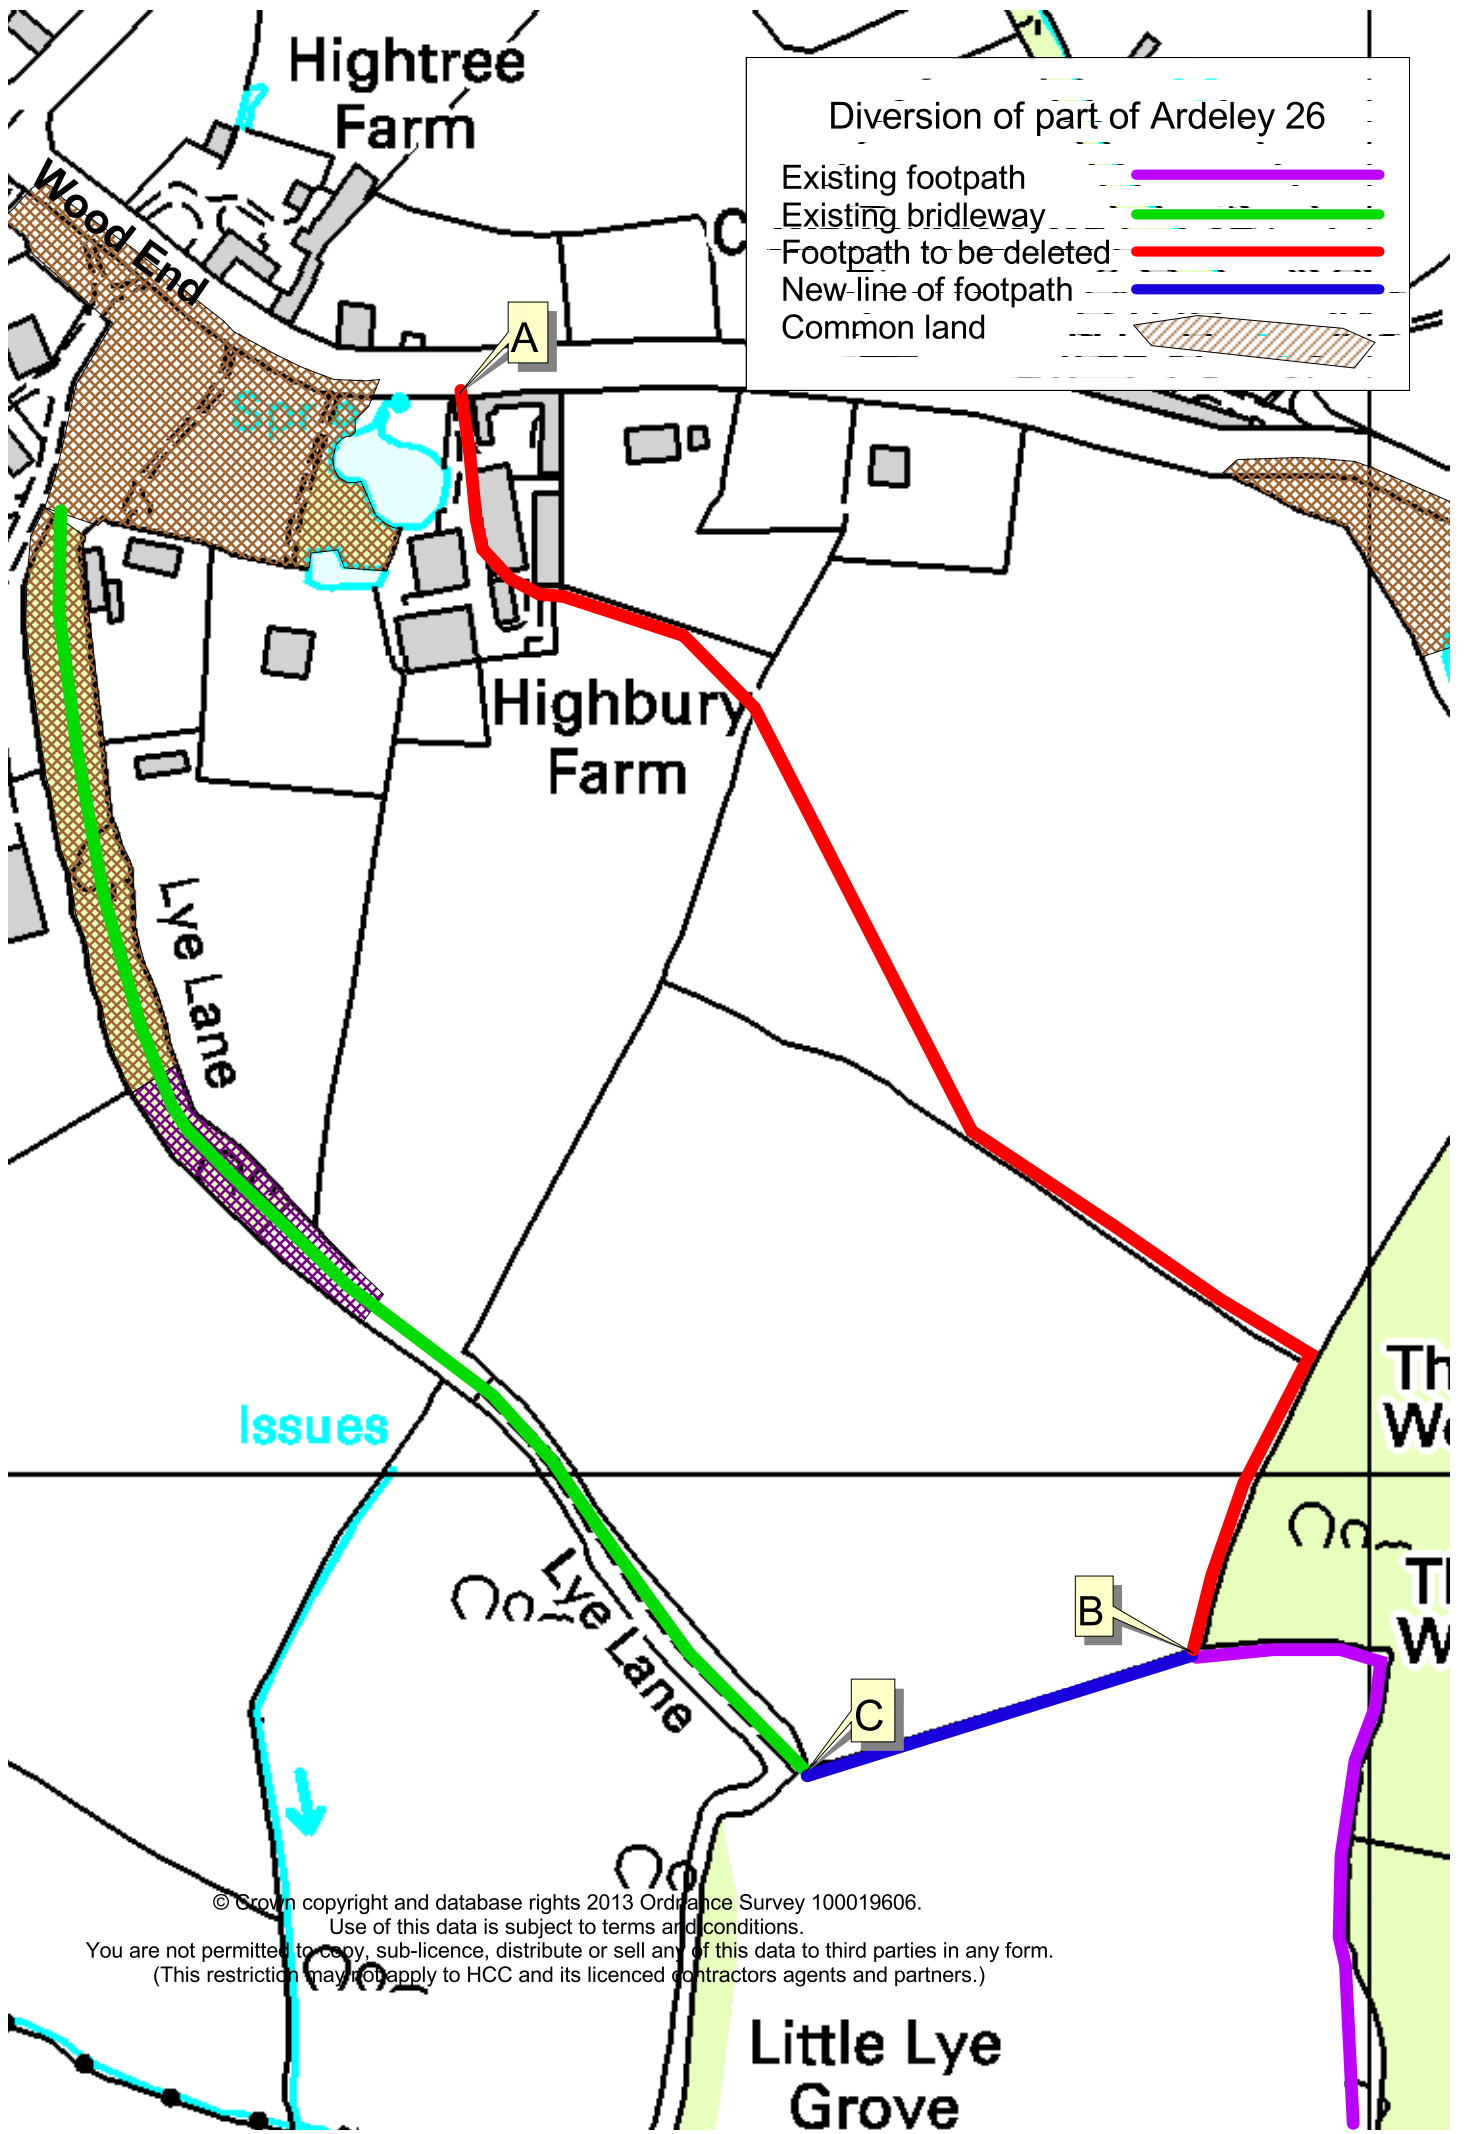 Hightree
Farm
Wood End
C
Diversion of part of Ardeley 26
Existing footpath
Existing bridleway
Footpath to be deleted
New line of footpath
Common land
A
Highbury
Farm
Lye Lane
Issues
Th
T
W
B
C
Lye Lane
© Crown copyright and database rights 2013 Ordnance Survey 100019606.
Use of this data is subject to terms and conditions.
You are not permitted to copy, sub-licence, distribute or sell any of this data to third parties in any form.
(This restriction may not apply to HCC and its licenced contractors agents and partners.)
Little Lye
Grove